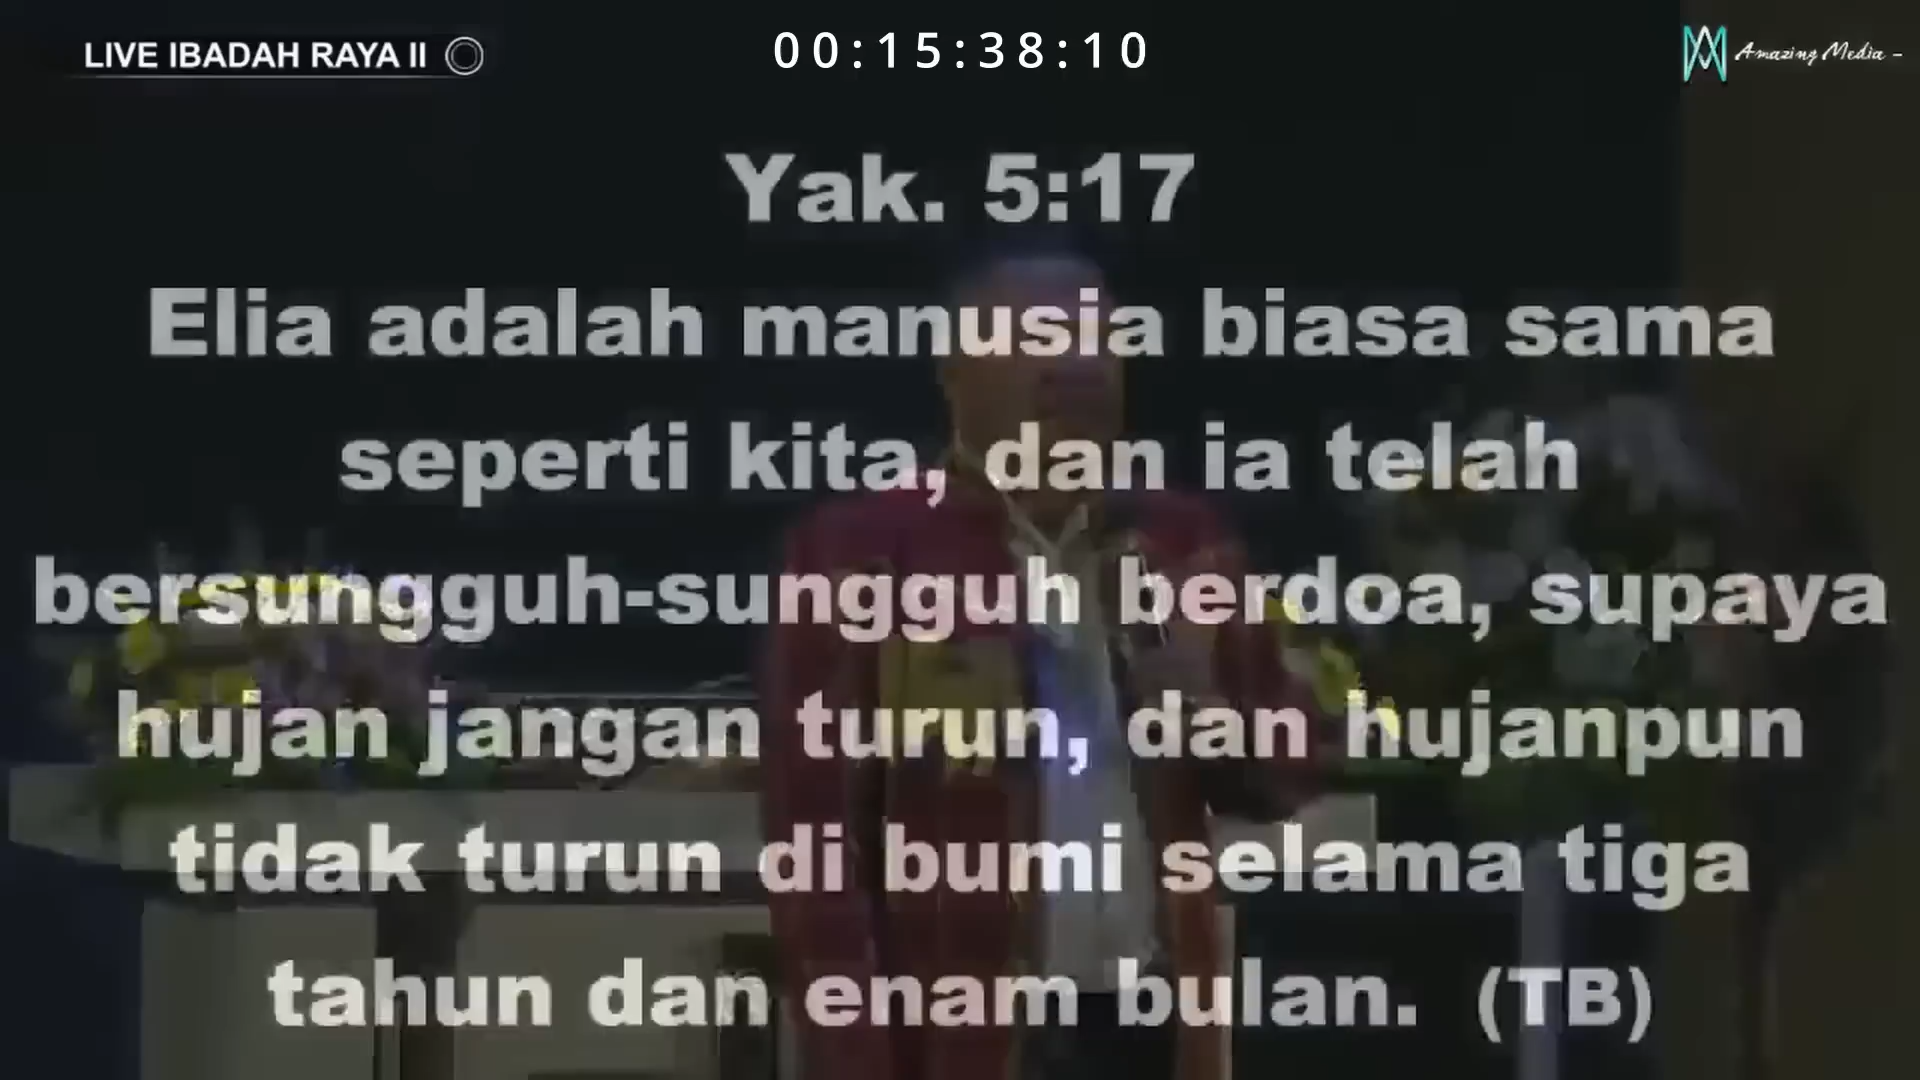 LIVE IBADAH RAYA II
00:15:38:10
Amazing Media -
Yak. 5:17
Elia adalah manusia biasa sama
seperti kita, dan ia telah
bersungguh-sungguh berdoa, supaya
hujan jangan turun, dan hujanpun
tidak turun di bumi selama tiga
tahun dan enam bulan. (TB)